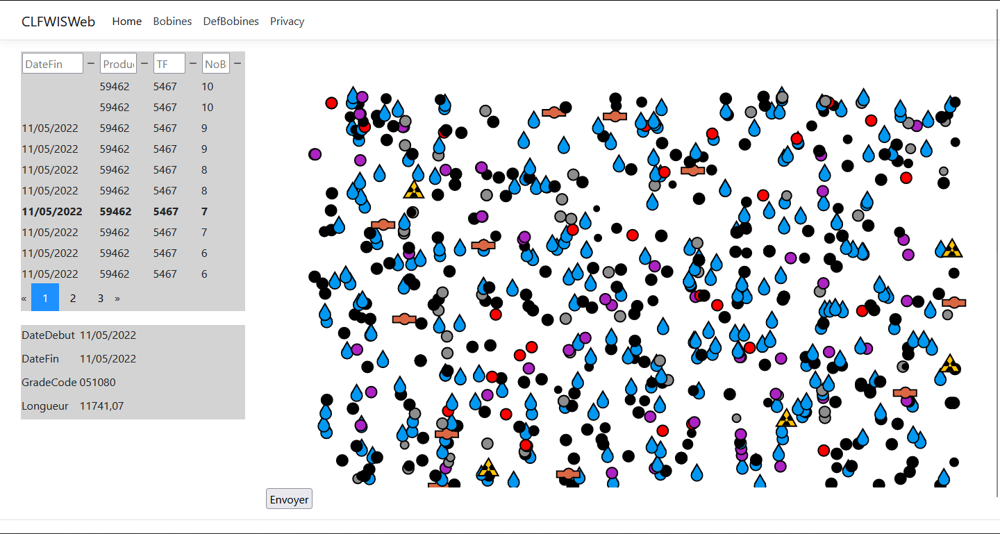 CLFWISWeb Home Bobines DefBobines Privacy
DateFin − Produ − TF − NoB −
59462 5467 10
59462 5467 10
11/05/2022 59462 5467 9
11/05/2022 59462 5467 9
11/05/2022 59462 5467 8
11/05/2022 59462 5467 8
11/05/2022 59462 5467 7
11/05/2022 59462 5467 7
11/05/2022 59462 5467 6
11/05/2022 59462 5467 6
« 1 2 3 »
DateDebut 11/05/2022
DateFin 11/05/2022
GradeCode 051080
Longueur 11741,07
Envoyer